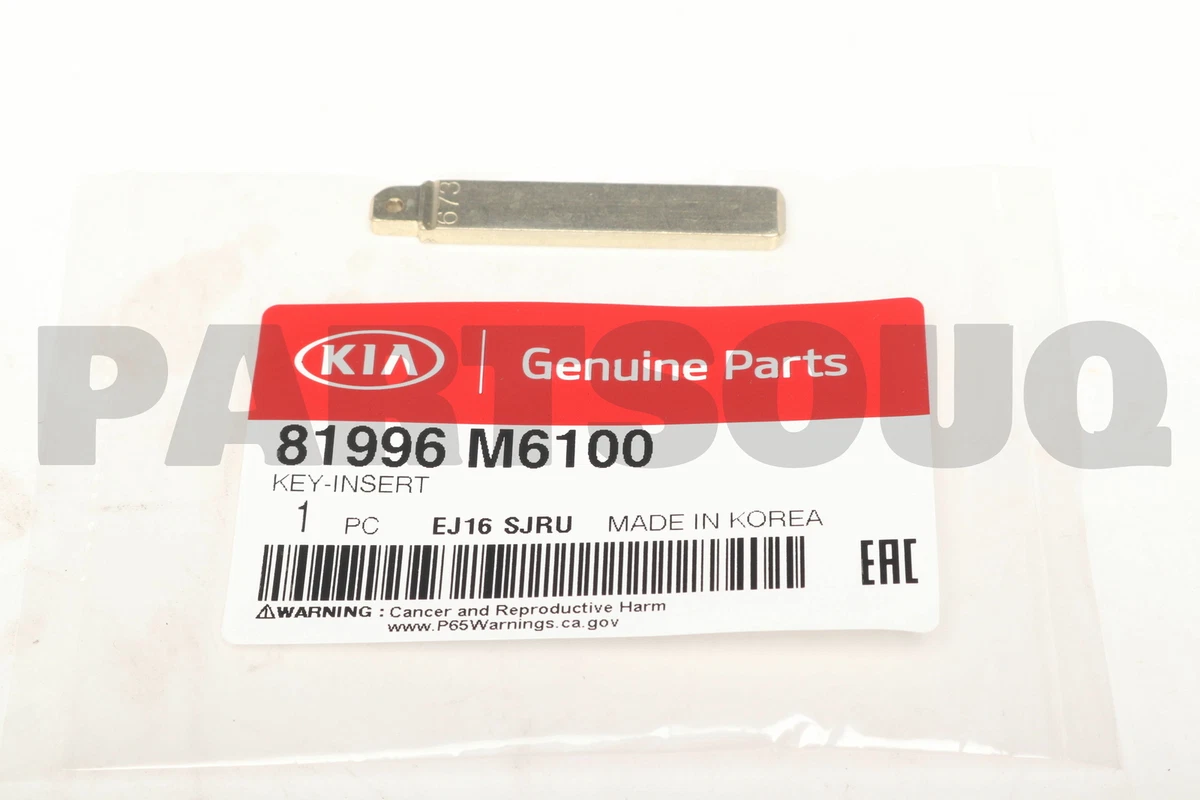 673
KIA | Genuine Parts
PARTSOUQ
81996 M6100
KEY-INSERT
1 PC EJ16 SJRU MADE IN KOREA
EAC
⚠WARNING : Cancer and Reproductive Harm
www.P65Warnings.ca.gov